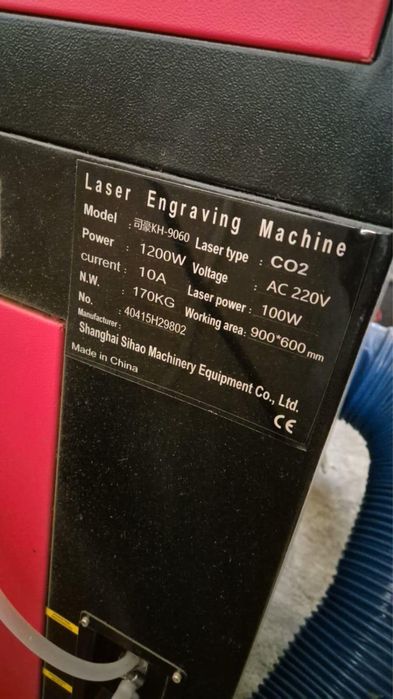 Laser Engraving Machine
Model : 司豪KH-9060 Laser type : CO2
Power : 1200W Voltage : AC 220V
current : 10A Laser power : 100W
N.W. : 170KG Working area : 900*600mm
No. : 40415H29802
Manufacturer :
Shanghai Sihao Machinery Equipment Co., Ltd.
Made in China CE